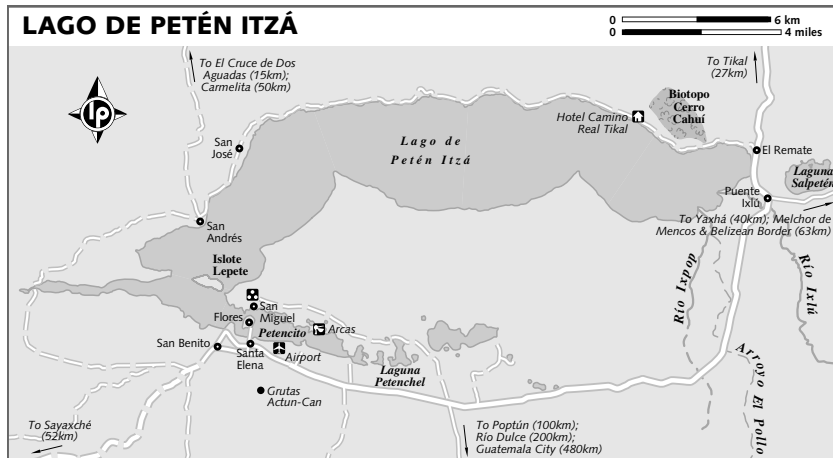 LAGO DE PETÉN ITZÁ
0 6 km
0 4 miles
To El Cruce de Dos
Aguadas (15km);
Carmelita (50km)
To Tikal
(27km)
lp
Biotopo
Cerro
Cahuí
Hotel Camino
Real Tikal
San
José
Lago de
Petén Itzá
El Remate
Laguna
Salpetén
Puente
Ixlú
San
Andrés
To Yaxhá (40km); Melchor de
Mencos & Belizean Border (63km)
Islote
Lepete
Río Ixpop
Río Ixlú
San
Miguel
Flores
Petencito
Arcas
San Benito
Santa
Elena
Airport
Laguna
Petenchel
Arroyo El Pollo
Grutas
Actun-Can
To Sayaxché
(52km)
To Poptún (100km);
Río Dulce (200km);
Guatemala City (480km)